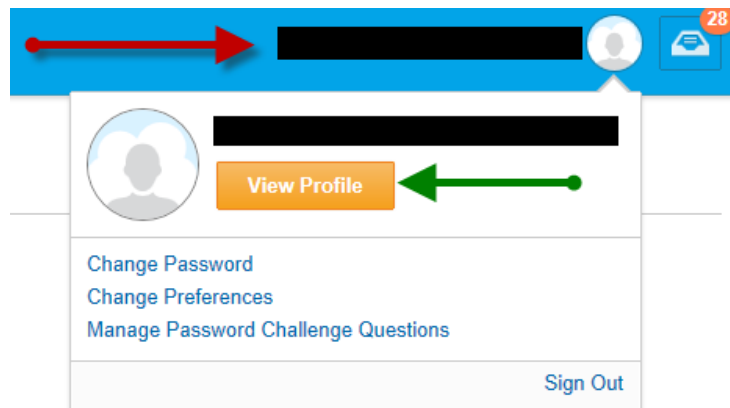 28
View Profile
Change Password
Change Preferences
Manage Password Challenge Questions
Sign Out